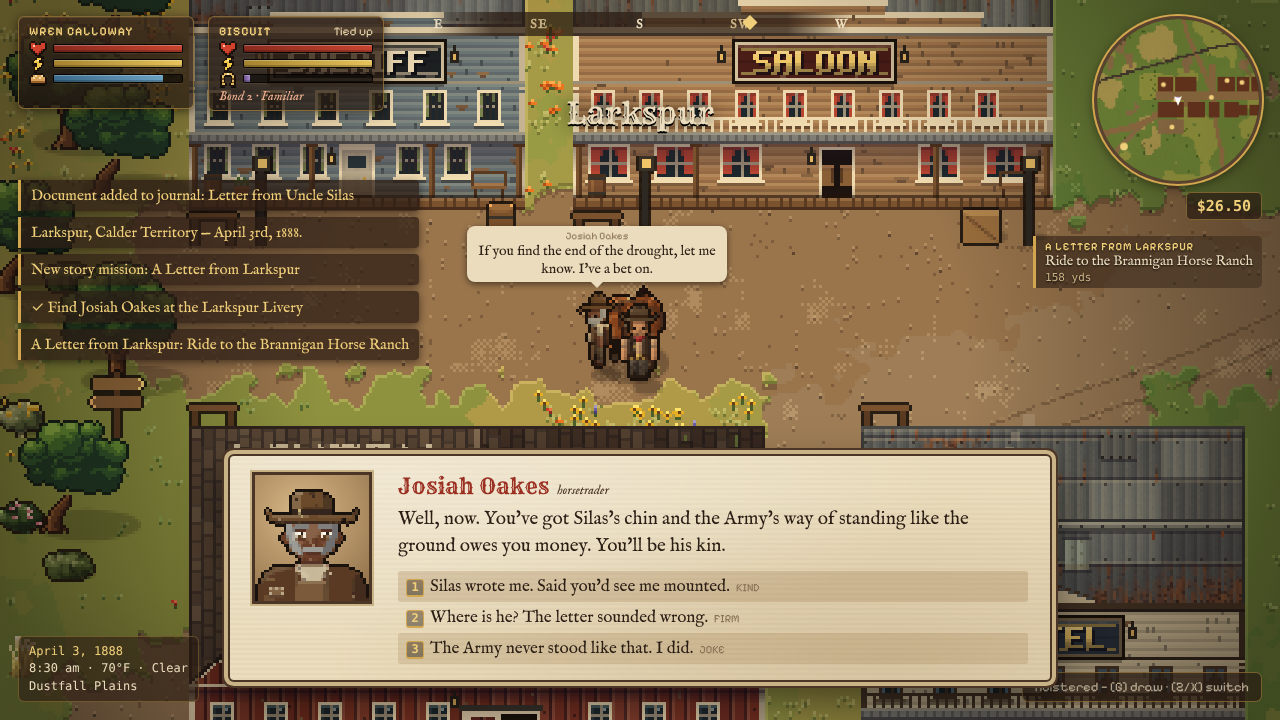 WREN CALLOWAY
BISCUIT Tied up
Bond 2 · Familiar
E SE S SW W
FF
SALOON
Larkspur
$26.50
A LETTER FROM LARKSPUR
Ride to the Brannigan Horse Ranch
158 yds
Document added to journal: Letter from Uncle Silas
Larkspur, Calder Territory — April 3rd, 1888.
New story mission: A Letter from Larkspur
✓ Find Josiah Oakes at the Larkspur Livery
A Letter from Larkspur: Ride to the Brannigan Horse Ranch
Josiah Oakes
If you find the end of the drought, let me
know. I've a bet on.
Josiah Oakes horsetrader
Well, now. You've got Silas's chin and the Army's way of standing like the
ground owes you money. You'll be his kin.
1 Silas wrote me. Said you'd see me mounted. KIND
2 Where is he? The letter sounded wrong. FIRM
3 The Army never stood like that. I did. JOKE
EL
April 3, 1888
8:30 am · 70°F · Clear
Dustfall Plains
holstered – (G) draw · (Z/X) switch